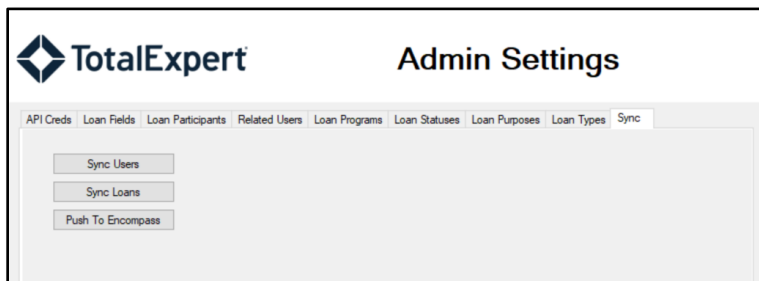 TotalExpert
Admin Settings
API Creds Loan Fields Loan Participants Related Users Loan Programs Loan Statuses Loan Purposes Loan Types Sync
Sync Users
Sync Loans
Push To Encompass